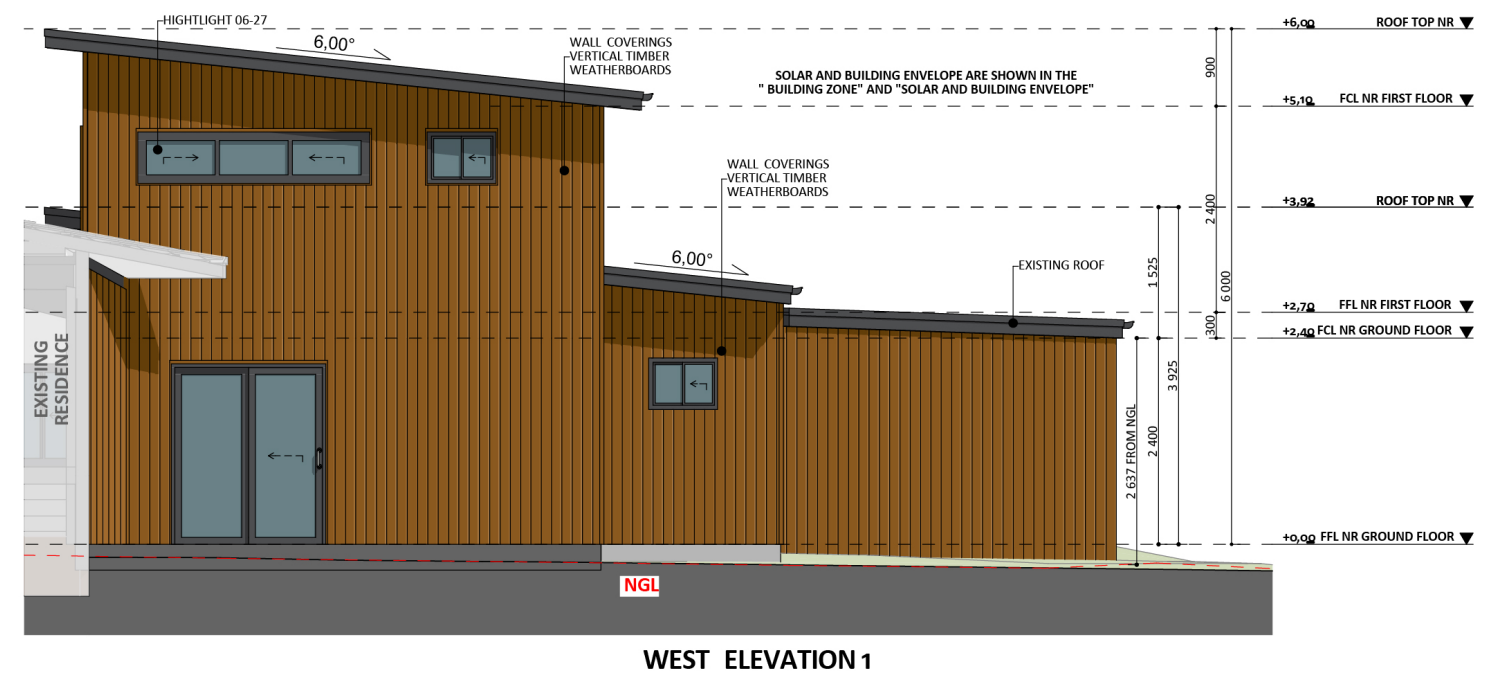 HIGHTLIGHT 06-27
6,00°
WALL COVERINGS
VERTICAL TIMBER
WEATHERBOARDS
SOLAR AND BUILDING ENVELOPE ARE SHOWN IN THE
" BUILDING ZONE" AND "SOLAR AND BUILDING ENVELOPE"
WALL COVERINGS
VERTICAL TIMBER
WEATHERBOARDS
6,00°
EXISTING ROOF
EXISTING
RESIDENCE
+6,00 ROOF TOP NR
+5,10 FCL NR FIRST FLOOR
+3,92 ROOF TOP NR
+2,70 FFL NR FIRST FLOOR
+2,40 FCL NR GROUND FLOOR
+0,00 FFL NR GROUND FLOOR
900
2 400
300
6 000
1 525
2 400
3 925
2 637 FROM NGL
NGL
WEST ELEVATION 1